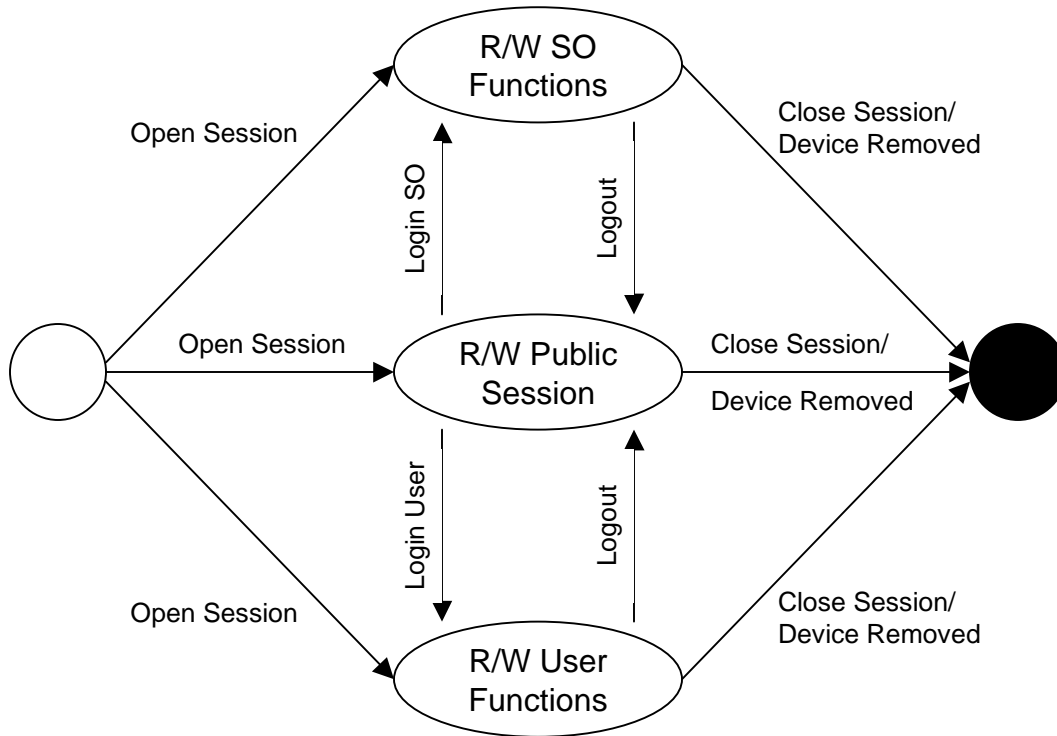 R/W SO
Functions
Open Session
Close Session/
Device Removed
Login SO
Logout
Open Session
R/W Public
Session
Close Session/
Device Removed
Login User
Logout
Open Session
Close Session/
Device Removed
R/W User
Functions